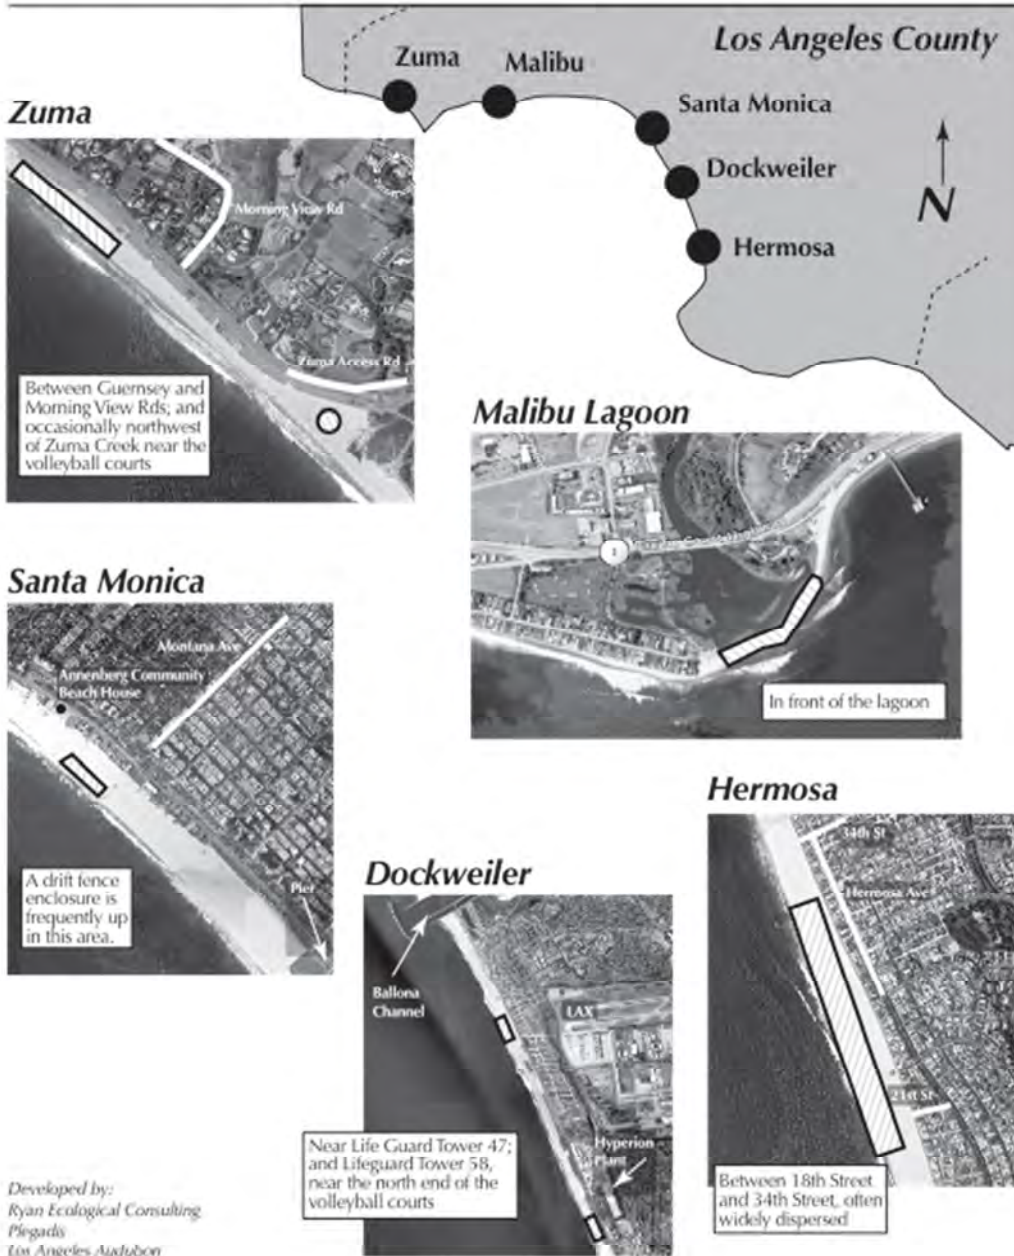 Los Angeles County
Zuma
Malibu
Santa Monica
Dockweiler
Hermosa
N
Zuma
Morning View Rd
Zuma Access Rd
Between Guernsey and
Morning View Rds; and
occasionally northwest
of Zuma Creek near the
volleyball courts
Malibu Lagoon
1
In front of the lagoon
Santa Monica
Montana Ave
Annenberg Community
Beach House
A drift fence
enclosure is
frequently up
in this area.
Pier
Dockweiler
Ballona
Channel
LAX
Hyperion
Plant
Near Life Guard Tower 47;
and Lifeguard Tower 58,
near the north end of the
volleyball courts
Hermosa
34th St
Hermosa Ave
21st St
Between 18th Street
and 34th Street, often
widely dispersed
Developed by:
Ryan Ecological Consulting
Plegadis
Los Angeles Audubon